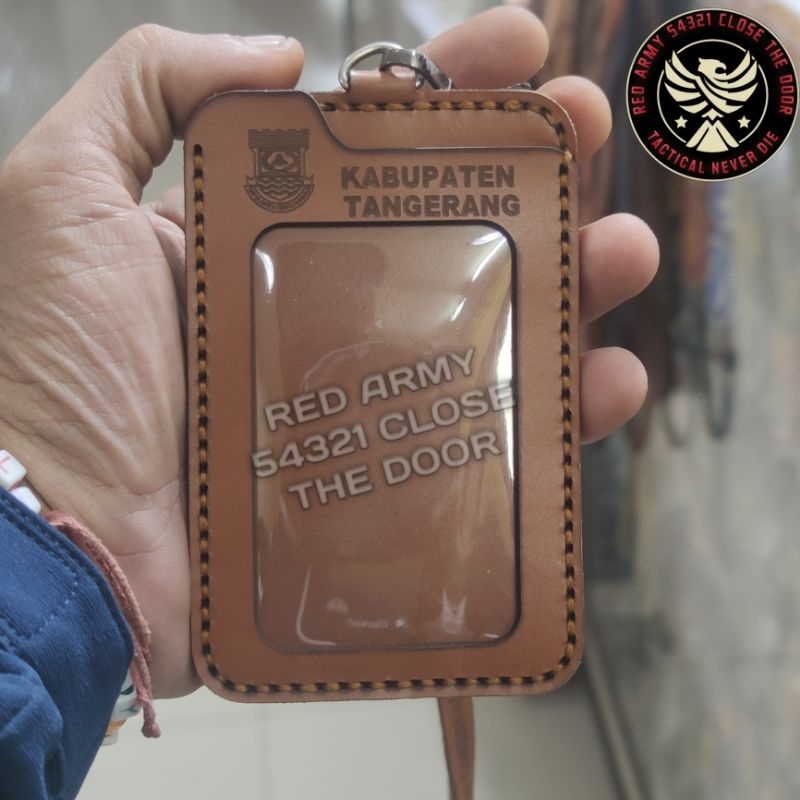 RED ARMY 54321 CLOSE THE DOOR
TACTICAL NEVER DIE
KABUPATEN
TANGERANG
RED ARMY
54321 CLOSE
THE DOOR